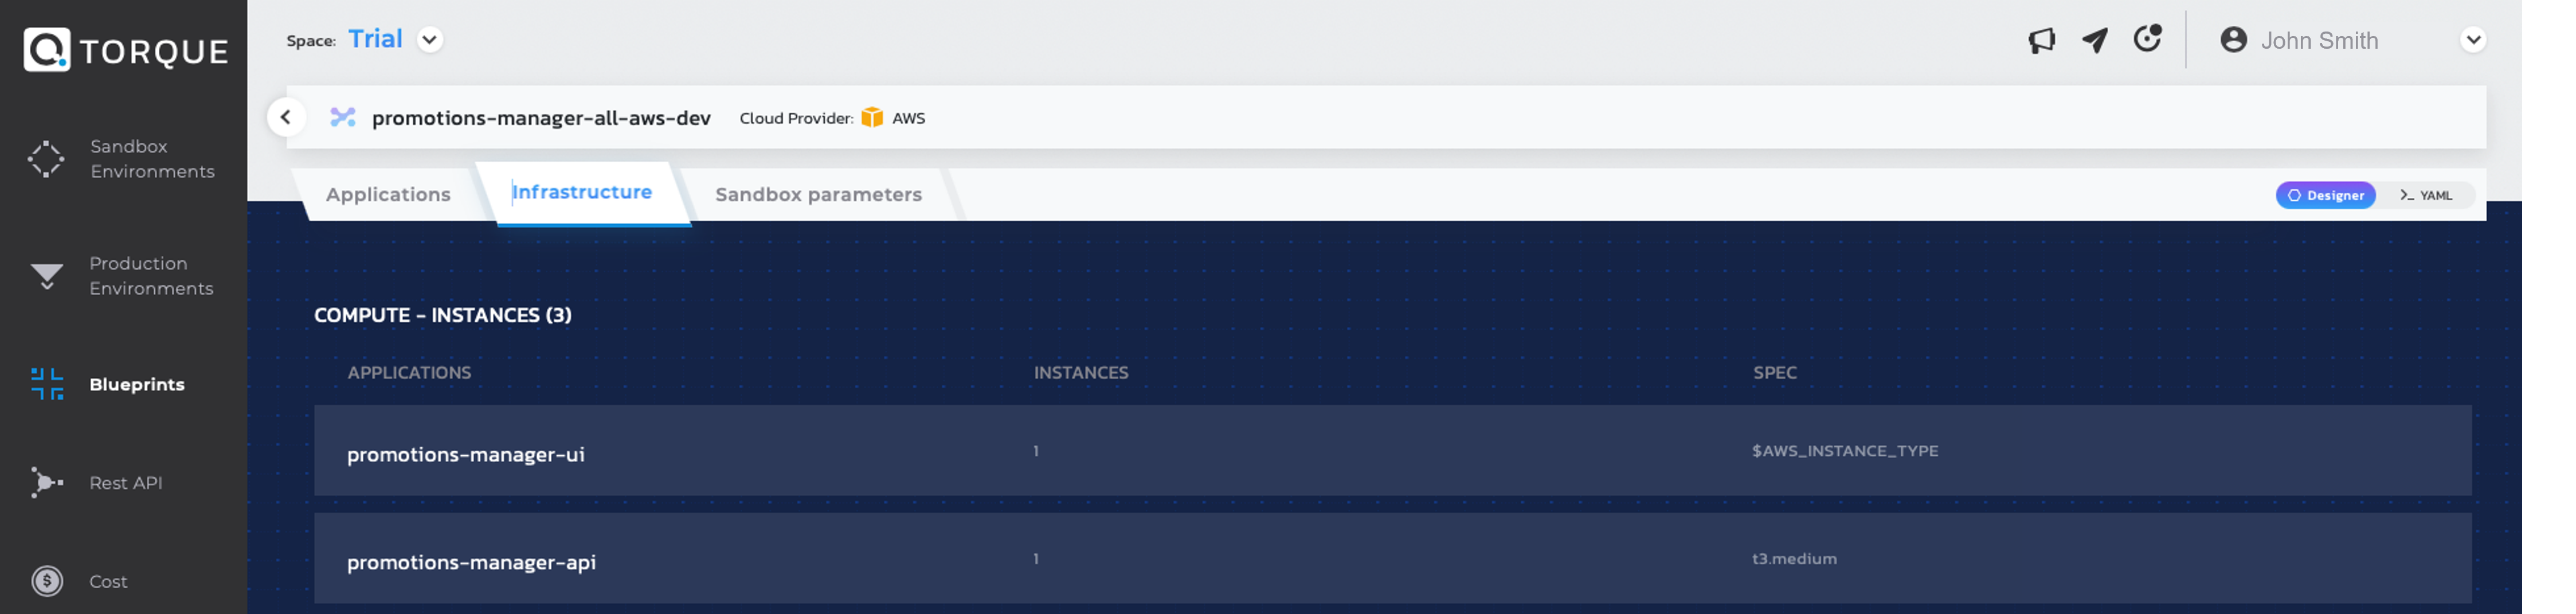 TORQUE
Space: Trial
John Smith
promotions-manager-all-aws-dev Cloud Provider: AWS
Applications Infrastructure Sandbox parameters Designer >_ YAML
Sandbox
Environments
Production
Environments
Blueprints
Rest API
Cost
COMPUTE - INSTANCES (3)
APPLICATIONS INSTANCES SPEC
promotions-manager-ui 1 $AWS_INSTANCE_TYPE
promotions-manager-api 1 t3.medium